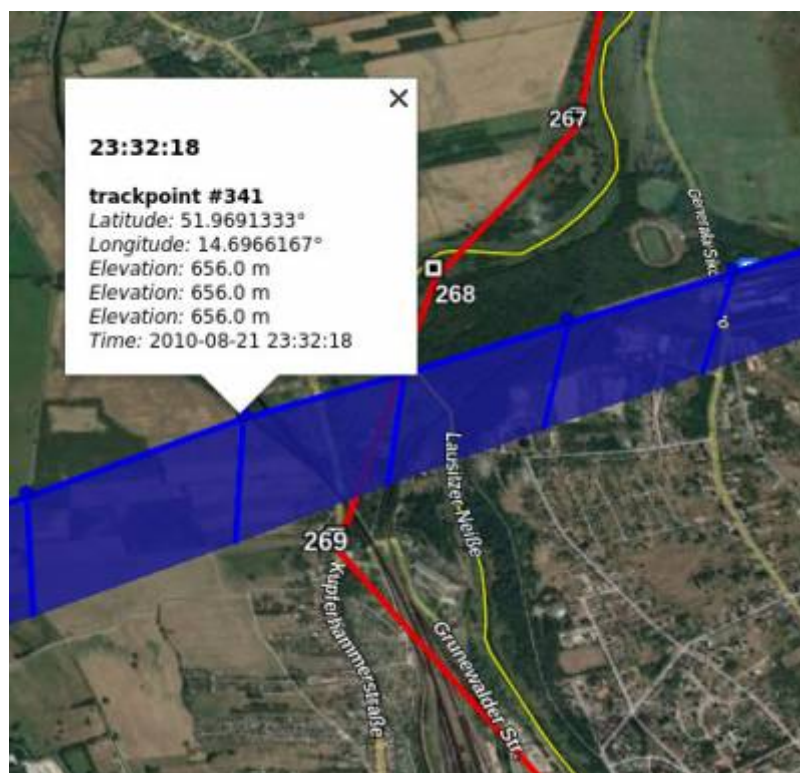 ×
23:32:18
trackpoint #341
Latitude: 51.9691333°
Longitude: 14.6966167°
Elevation: 656.0 m
Elevation: 656.0 m
Elevation: 656.0 m
Time: 2010-08-21 23:32:18
267
268
269
Lausitzer Neiße
Kupferhammerstraße
Grunewalder Str.